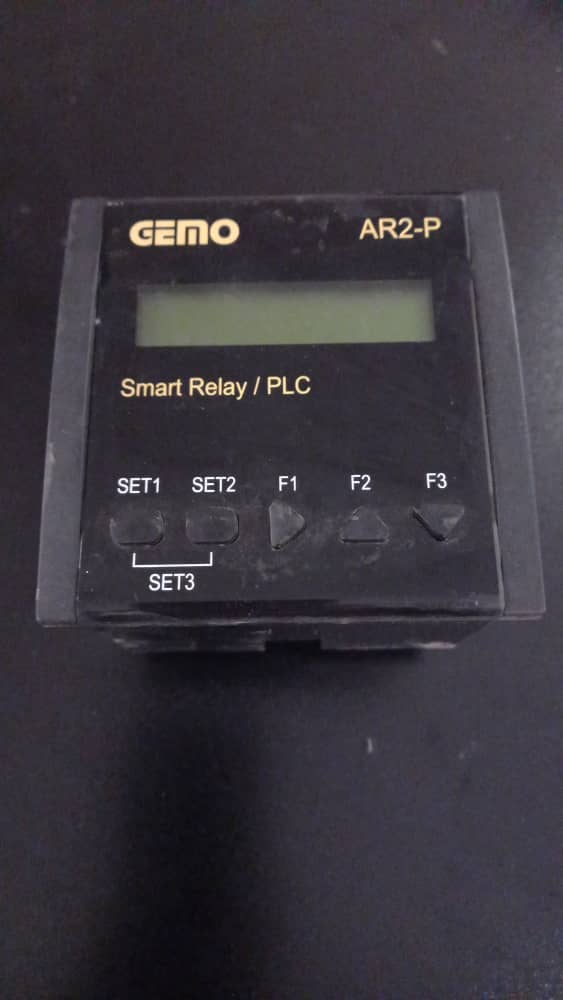 GEMO AR2-P
Smart Relay / PLC
SET1 SET2 F1 F2 F3
SET3